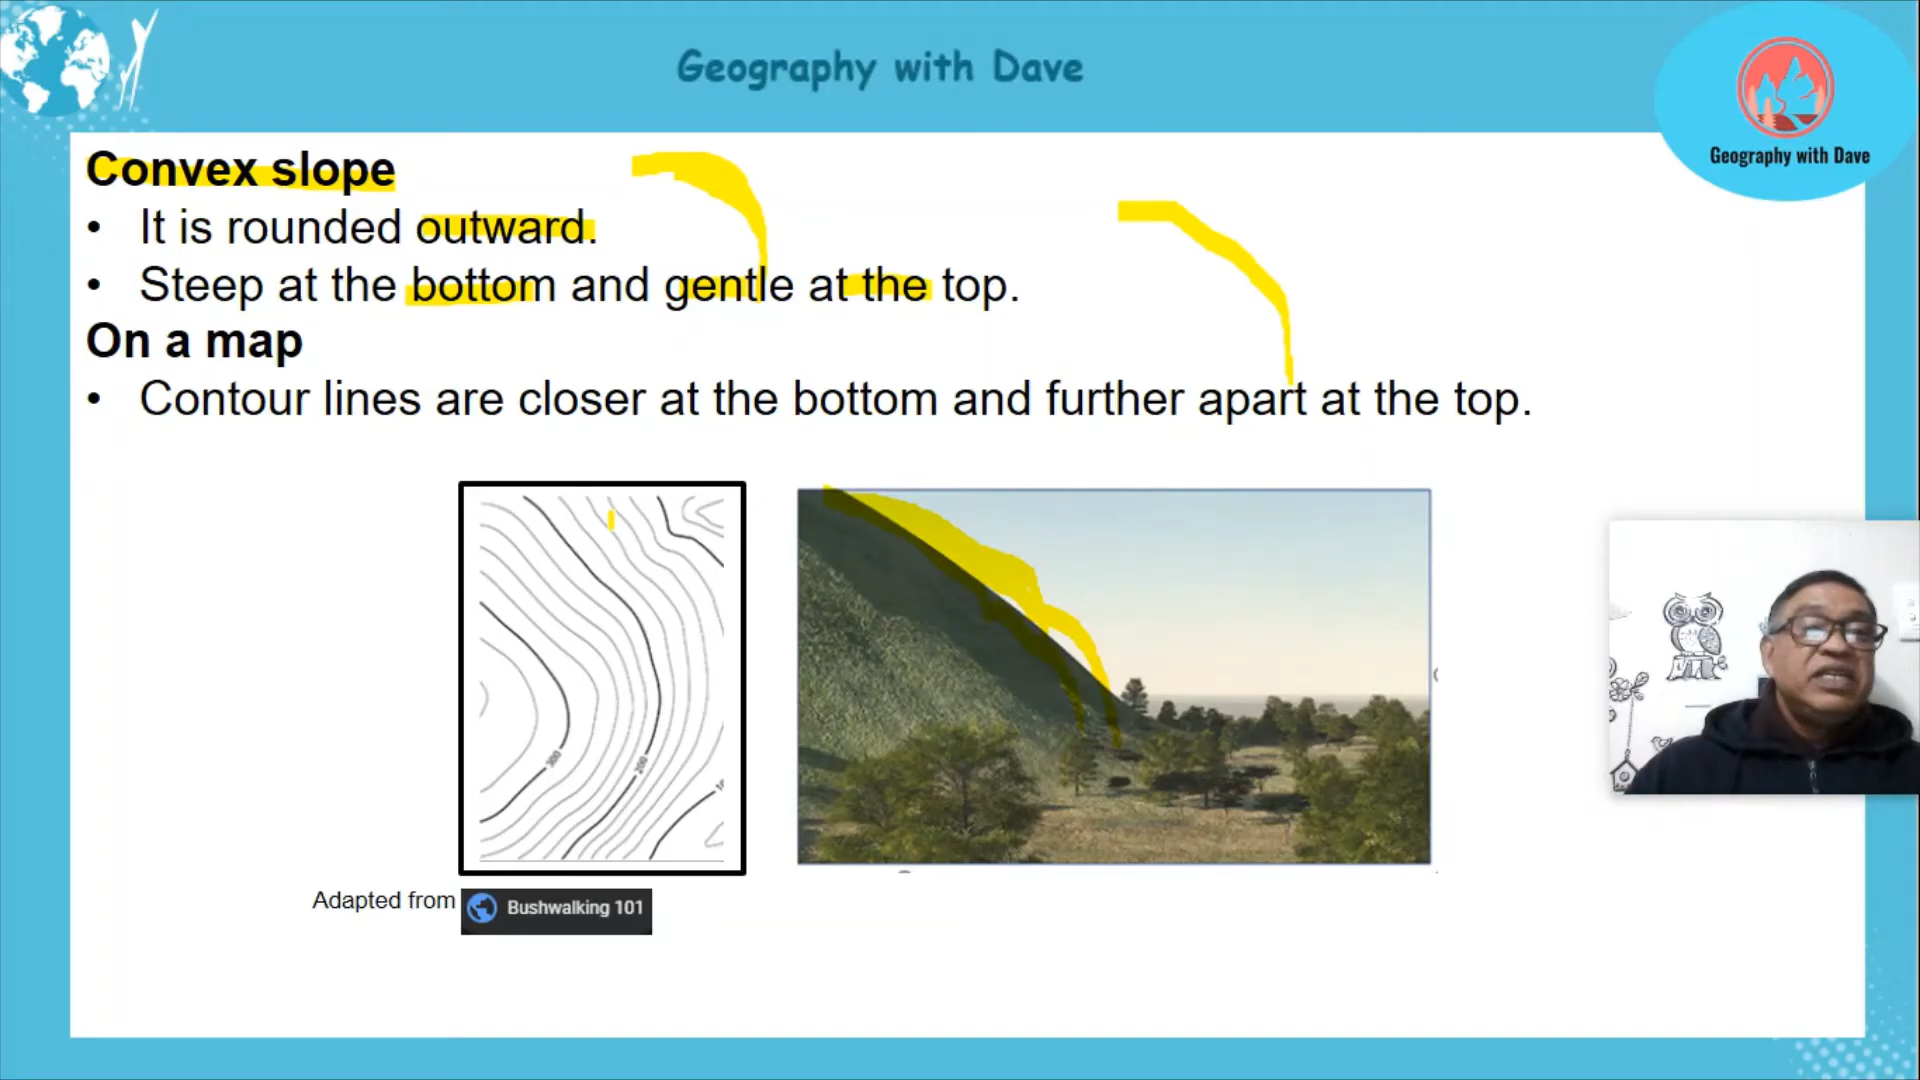 Geography with Dave
Geography with Dave
Convex slope
• It is rounded outward.
• Steep at the bottom and gentle at the top.
On a map
• Contour lines are closer at the bottom and further apart at the top.
300
200
Adapted from
Bushwalking 101